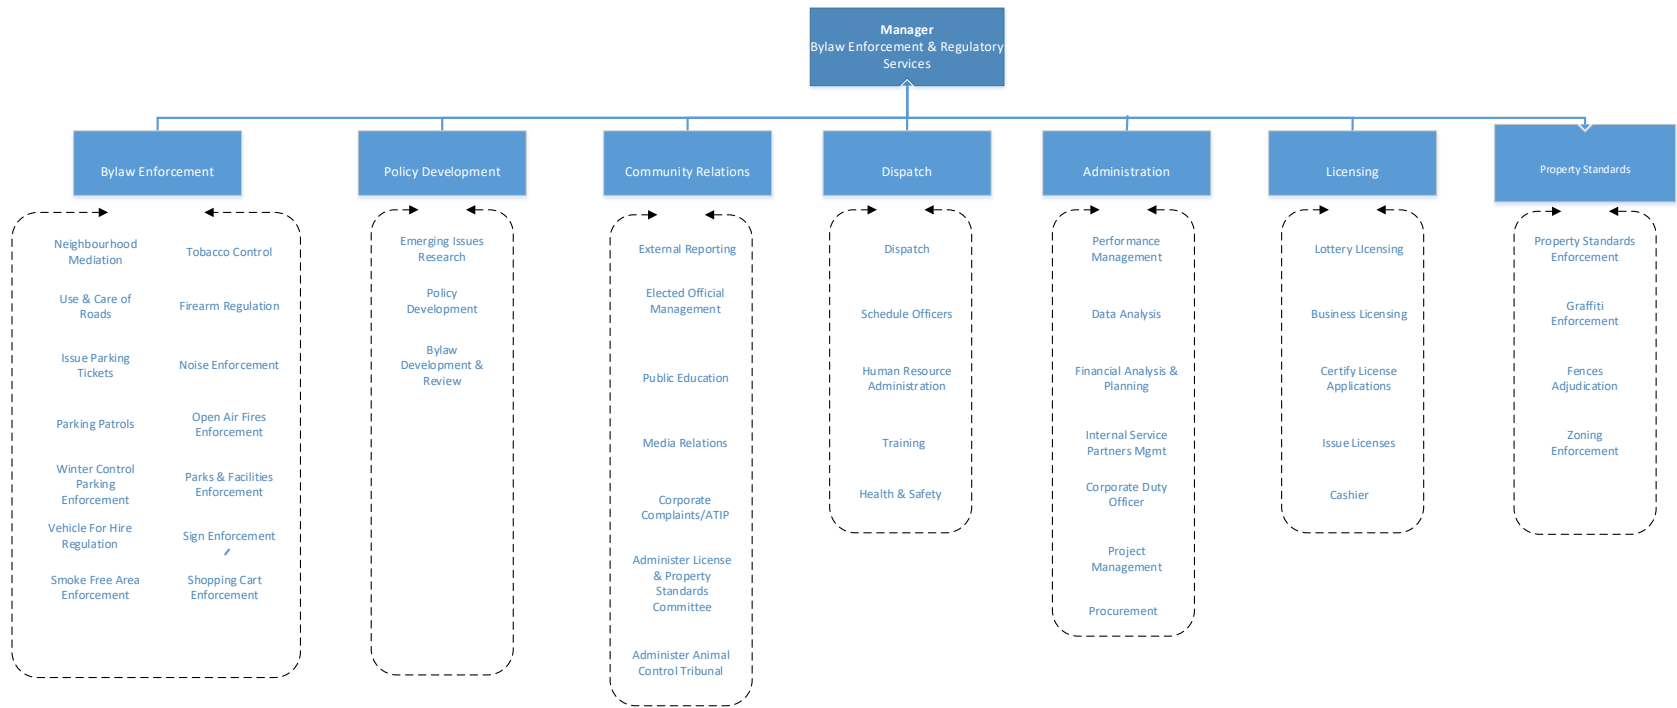 Manager
Bylaw Enforcement & Regulatory
Services
Bylaw Enforcement
Policy Development
Community Relations
Dispatch
Administration
Licensing
Property Standards
Neighbourhood
Mediation
Use & Care of
Roads
Issue Parking
Tickets
Parking Patrols
Winter Control
Parking
Enforcement
Vehicle For Hire
Regulation
Smoke Free Area
Enforcement
Tobacco Control
Firearm Regulation
Noise Enforcement
Open Air Fires
Enforcement
Parks & Facilities
Enforcement
Sign Enforcement
Shopping Cart
Enforcement
Emerging Issues
Research
Policy
Development
Bylaw
Development &
Review
External Reporting
Elected Official
Management
Public Education
Media Relations
Corporate
Complaints/ATIP
Administer License
& Property
Standards
Committee
Administer Animal
Control Tribunal
Dispatch
Schedule Officers
Human Resource
Administration
Training
Health & Safety
Performance
Management
Data Analysis
Financial Analysis &
Planning
Internal Service
Partners Mgmt
Corporate Duty
Officer
Project
Management
Procurement
Lottery LIcensing
Business Licensing
Certify License
Applications
Issue Licenses
Cashier
Property Standards
Enforcement
Graffiti
Enforcement
Fences
Adjudication
Zoning
Enforcement